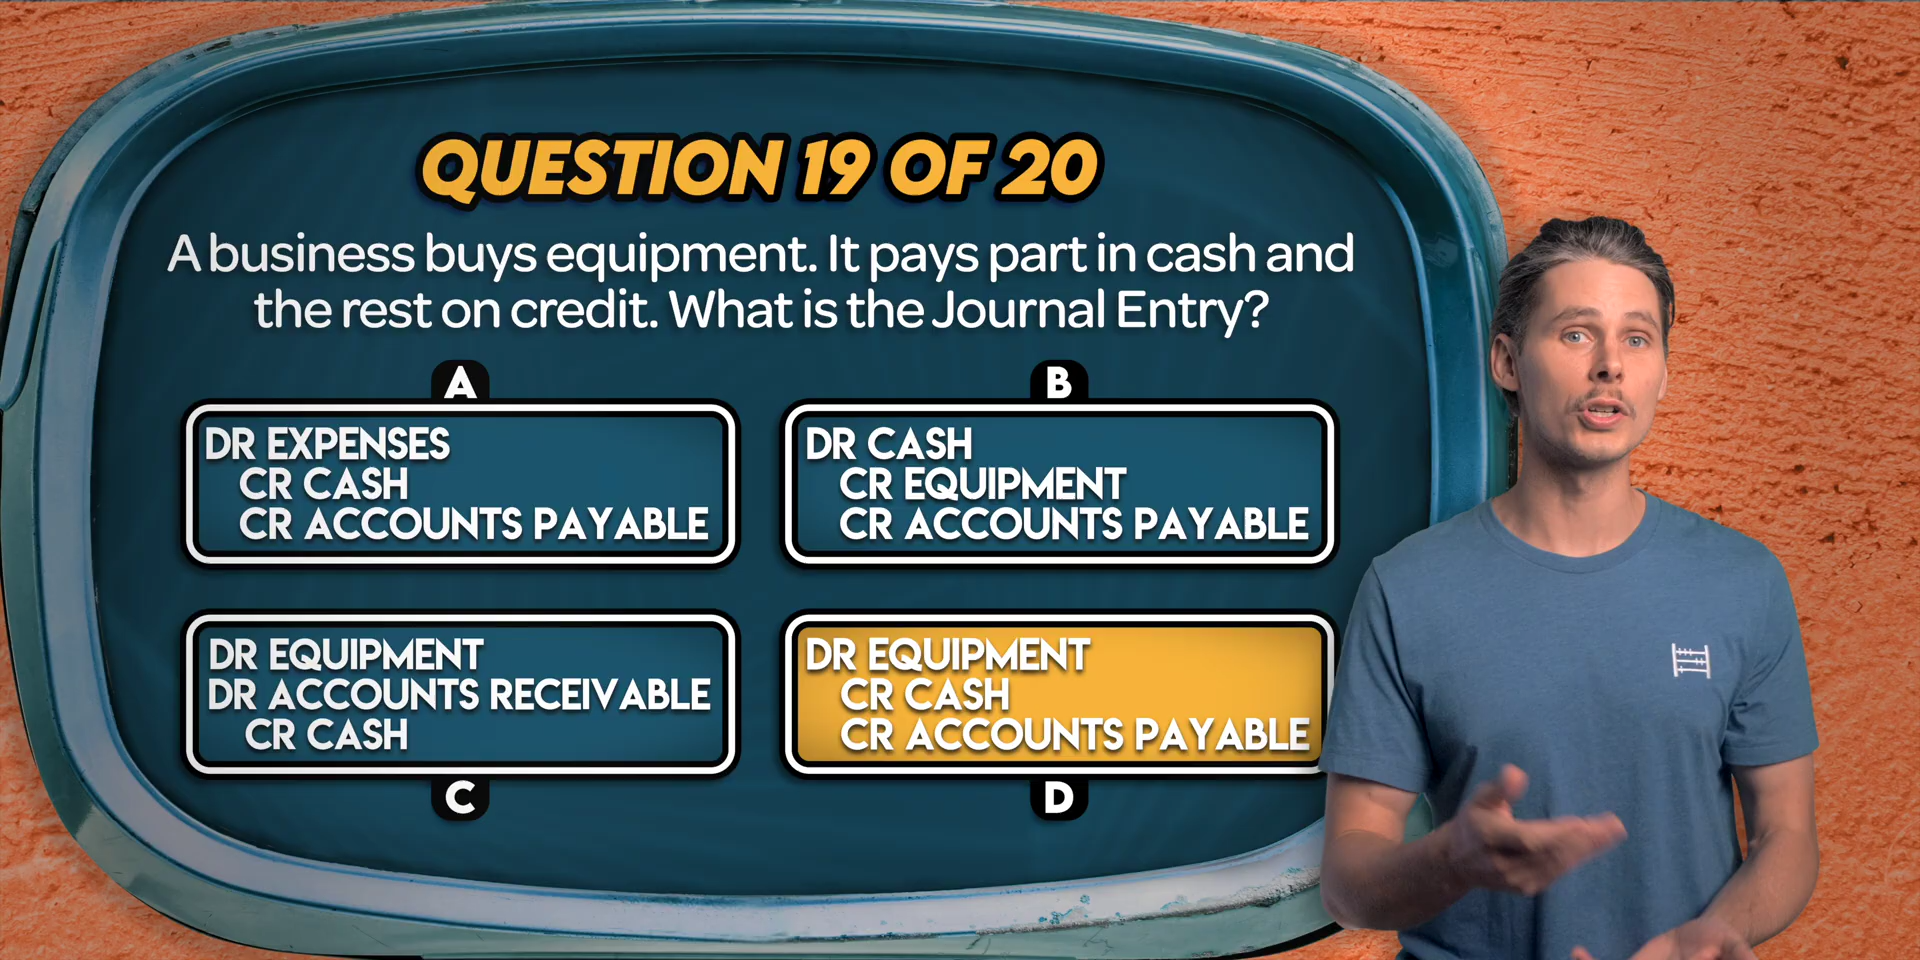 QUESTION 19 OF 20
A business buys equipment. It pays part in cash and
the rest on credit. What is the Journal Entry?
A
DR EXPENSES
CR CASH
CR ACCOUNTS PAYABLE
B
DR CASH
CR EQUIPMENT
CR ACCOUNTS PAYABLE
DR EQUIPMENT
DR ACCOUNTS RECEIVABLE
CR CASH
C
DR EQUIPMENT
CR CASH
CR ACCOUNTS PAYABLE
D